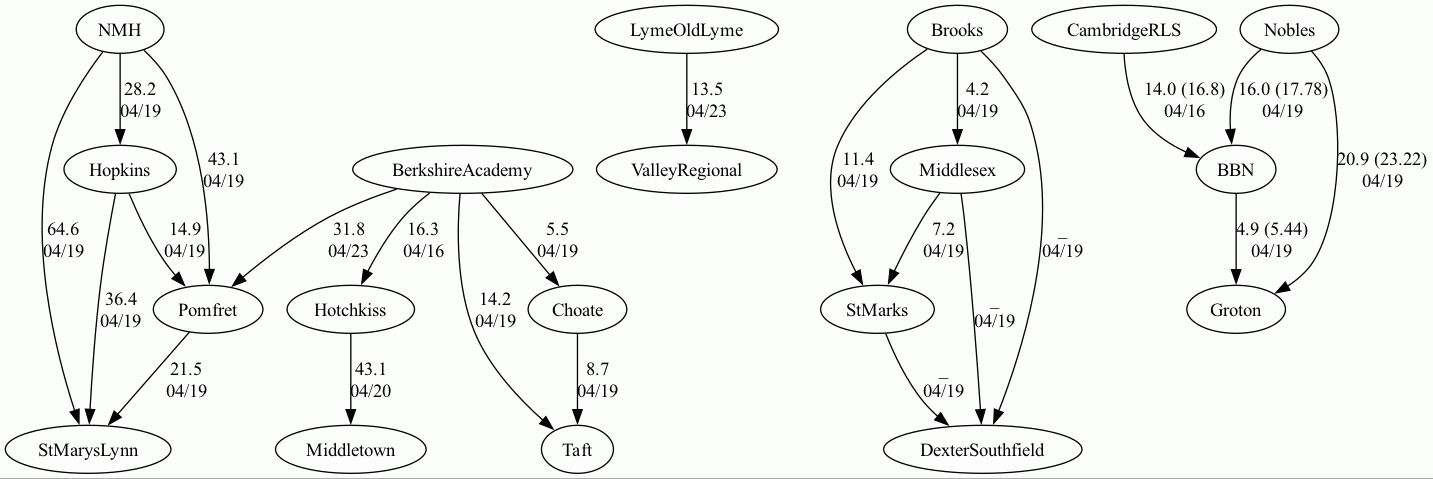 NMH
LymeOldLyme
Brooks
CambridgeRLS
Nobles
28.2
04/19
13.5
04/23
4.2
04/19
14.0 (16.8)
04/16
16.0 (17.78)
04/19
Hopkins
43.1
04/19
BerkshireAcademy
ValleyRegional
11.4
04/19
Middlesex
BBN
20.9 (23.22)
04/19
64.6
04/19
14.9
04/19
31.8
04/23
16.3
04/16
5.5
04/19
7.2
04/19
_
04/19
4.9 (5.44)
04/19
36.4
04/19
Pomfret
Hotchkiss
14.2
04/19
Choate
StMarks
_
04/19
Groton
21.5
04/19
43.1
04/20
8.7
04/19
_
04/19
StMarysLynn
Middletown
Taft
DexterSouthfield